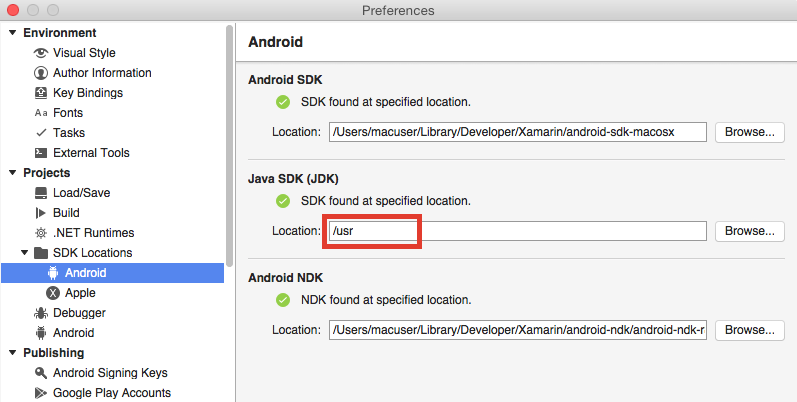 Preferences
Environment
Visual Style
Author Information
Key Bindings
Aa Fonts
Tasks
External Tools
Projects
Load/Save
Build
.NET Runtimes
SDK Locations
Android
Apple
Debugger
Android
Publishing
Android Signing Keys
Google Play Accounts
Android
Android SDK
SDK found at specified location.
Location: /Users/macuser/Library/Developer/Xamarin/android-sdk-macosx Browse...
Java SDK (JDK)
SDK found at specified location.
Location: /usr Browse...
Android NDK
NDK found at specified location.
Location: /Users/macuser/Library/Developer/Xamarin/android-ndk/android-ndk-r Browse...